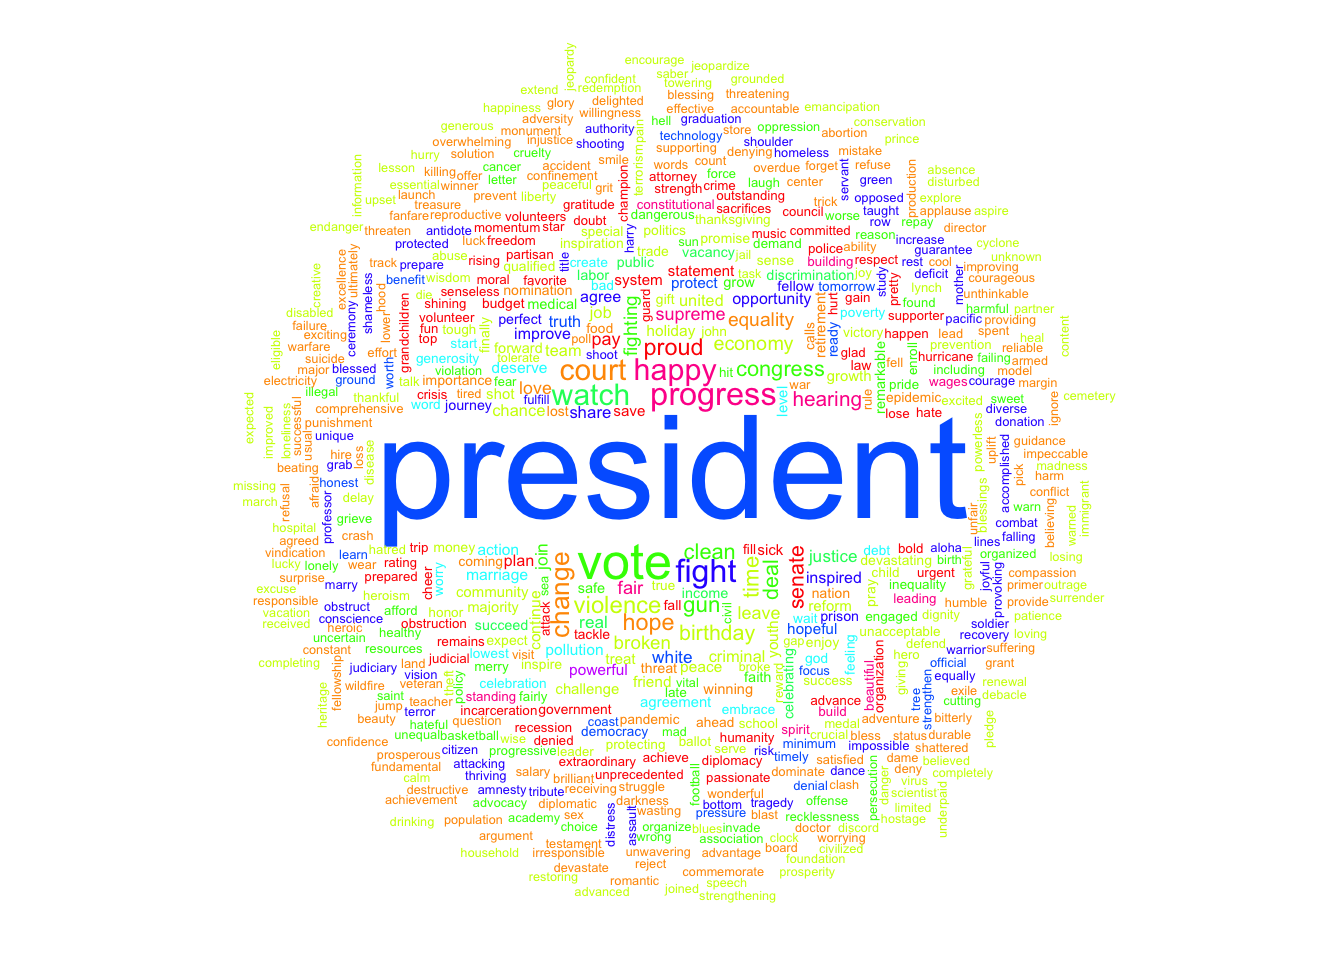 encourage
jeopardy
saber
jeopardize
confident
towering
grounded
extend
redemption
blessing
threatening
happiness
glory
delighted
effective
accountable
emancipation
adversity
willingness
hell
graduation
conservation
generous
monument
authority
technology
store
oppression
abortion
prince
overwhelming
injustice
shooting
supporting
shoulder
denying
homeless
mistake
hurry
solution
cruelty
smile
terrorism
pain
words
count
overdue
forget
refuse
absence
lesson
killing
offer
cancer
accident
confinement
attorney
force
laugh
center
servant
green
disturbed
information
essential
winner
letter
peaceful
grit
champion
strength
crime
outstanding
trick
opposed
production
explore
upset
launch
prevent
liberty
gratitude
constitutional
sacrifices
council
worse
taught
repay
applause
aspire
treasure
fanfare
reproductive
volunteers
doubt
special
dangerous
thanksgiving
music
committed
reason
row
director
endanger
threaten
antidote
momentum
star
inspiration
harry
politics
promise
demand
police
ability
increase
guarantee
cyclone
protected
luck
freedom
partisan
title
trade
sun
vacancy
jail
sense
building
respect
rest
cool
improving
unknown
creative
excellence
ultimately
track
prepare
abuse
rising
qualified
create
public
statement
task
discrimination
joy
study
deficit
mother
courageous
shameless
benefit
wisdom
moral
favorite
labor
bad
system
protect
grow
fellow
tomorrow
pretty
lynch
unthinkable
disabled
hood
die
senseless
nomination
agree
guard
gift
united
opportunity
retirement
hurt
gain
found
harmful
partner
failure
ceremony
lower
grandchildren
shining
budget
medical
job
fighting
supreme
equality
calls
ready
poverty
supporter
pacific
providing
exciting
volunteer
perfect
truth
food
holiday
john
victory
happen
lead
spent
heal
content
warfare
effort
fun
tough
finally
improve
poll
pay
proud
economy
glad
remarkable
enroll
prevention
reliable
eligible
suicide
worth
top
start
forward
team
tolerate
shoot
law
fell
hurricane
failing
armed
major
blessed
generosity
deserve
court
happy
congress
hit
growth
pride
including
model
electricity
ground
talk
violation
importance
fear
level
war
epidemic
wages
courage
margin
illegal
thankful
crisis
tired
shot
love
watch
progress
hearing
rule
excited
sweet
ignore
cemetery
expected
improved
loneliness
successful
usual
comprehensive
word
journey
fulfill
chance
lost
share
save
lose
hate
diverse
donation
punishment
unique
president
powerless
uplift
accomplished
guidance
hire
loss
disease
impeccable
beating
grab
pick
madness
missing
afraid
honest
harm
march
refusal
professor
delay
blessings
conflict
immigrant
hospital
grieve
unfair
warn
warned
agreed
crash
combat
believing
vindication
hatred
trip
money
action
join
vote
clean
fill
sick
senate
justice
debt
bold
aloha
lines
falling
lucky
lonely
learn
rating
coming
plan
change
fight
time
deal
devastating
birth
grateful
organized
losing
surprise
wear
prepared
cheer
worry
marriage
sea
safe
fair
true
income
inspired
child
urgent
joyful
provoking
compassion
excuse
marry
heroism
community
violence
fall
gun
nation
pray
inequality
primer
outrage
responsible
obstruct
afford
honor
majority
continue
attack
hope
civil
leave
reform
leading
humble
provide
surrender
vacation
conscience
obstruction
succeed
real
tackle
birthday
youth
wait
prison
engaged
dignity
soldier
patience
received
heroic
healthy
remains
expect
broken
gap
hopeful
enjoy
unacceptable
recovery
loving
uncertain
resources
judicial
lowest
visit
pollution
white
criminal
god
feeling
defend
warrior
suffering
constant
land
merry
inspire
treat
threat
peace
broke
faith
focus
hero
official
grant
completing
judiciary
vision
theft
policy
celebration
powerful
friend
vital
reward
celebrating
success
beautiful
organization
giving
equally
renewal
fellowship
wildfire
veteran
standing
fairly
challenge
late
winning
advance
tree
strengthen
exile
debacle
heritage
saint
teacher
incarceration
government
agreement
embrace
build
medal
cutting
jump
terror
question
coast
pandemic
ahead
school
spirit
crucial
adventure
bitterly
pledge
beauty
hateful
recession
democracy
mad
humanity
minimum
bless
status
durable
confidence
unequal
basketball
wise
denied
protecting
ballot
serve
risk
timely
impossible
shattered
citizen
progressive
leader
achieve
diplomacy
satisfied
dame
believed
prosperous
attacking
extraordinary
dominate
dance
deny
completely
fundamental
thriving
salary
brilliant
unprecedented
football
passionate
persecution
danger
virus
calm
receiving
struggle
wonderful
denial
clash
scientist
destructive
amnesty
tribute
darkness
bottom
tragedy
offense
limited
underpaid
achievement
advocacy
diplomatic
distress
assault
wasting
pressure
blast
recklessness
hostage
drinking
population
academy
sex
choice
organize
blues
invade
doctor
discord
argument
wrong
association
clock
worrying
testament
board
civilized
household
irresponsible
unwavering
advantage
foundation
devastate
reject
commemorate
prosperity
restoring
romantic
speech
advanced
joined
strengthening